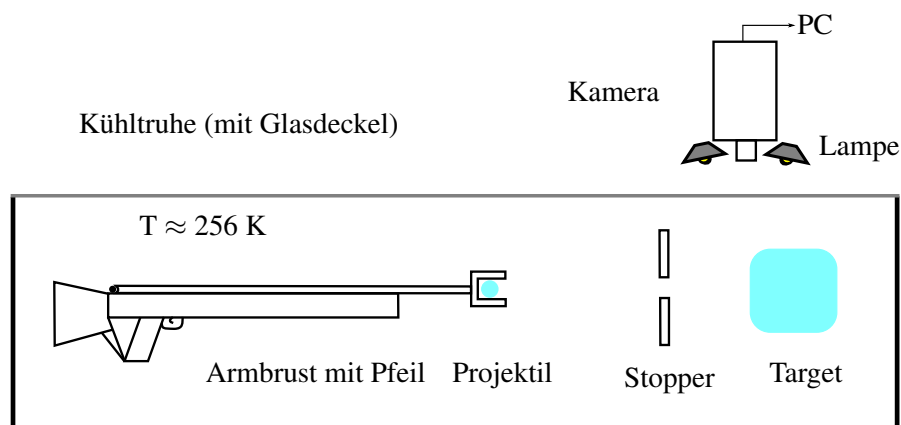 PC
Kamera
Kühltruhe (mit Glasdeckel)
Lampe
T ≈ 256 K
Armbrust mit Pfeil
Projektil
Stopper
Target